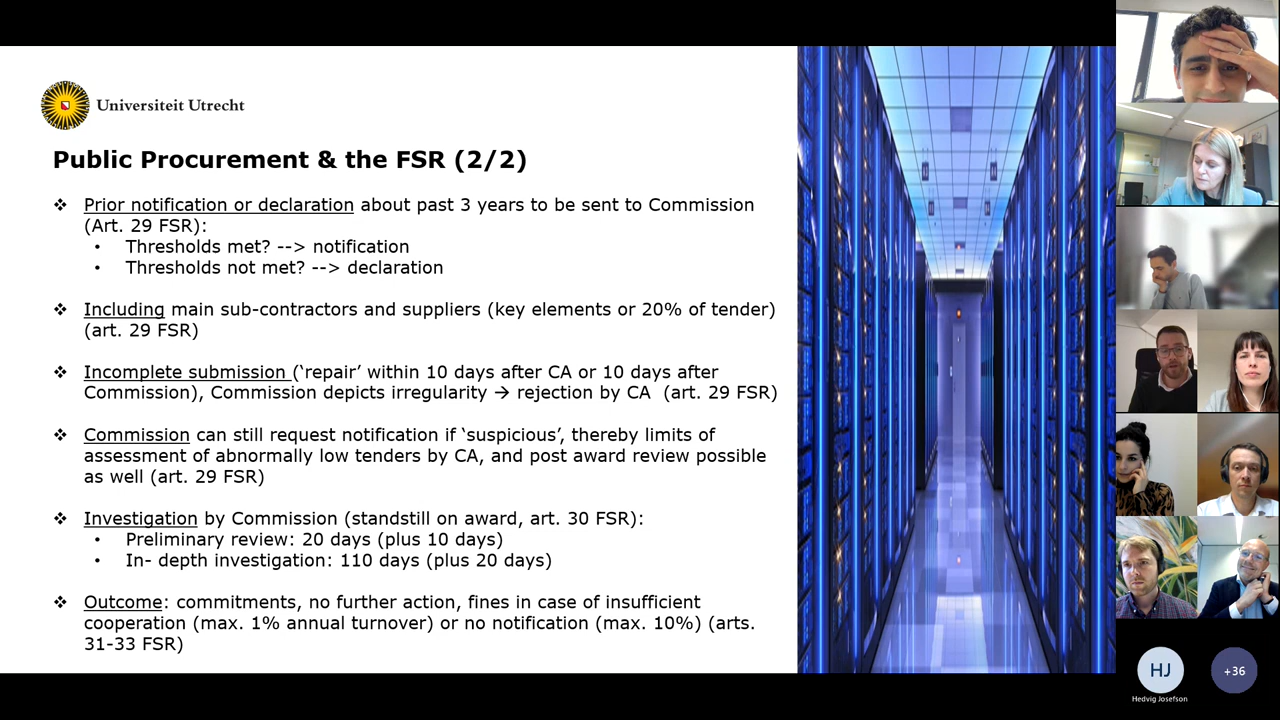 Universiteit Utrecht
Public Procurement & the FSR (2/2)
❖ Prior notification or declaration about past 3 years to be sent to Commission
(Art. 29 FSR):
• Thresholds met? --> notification
• Thresholds not met? --> declaration
❖ Including main sub-contractors and suppliers (key elements or 20% of tender)
(art. 29 FSR)
❖ Incomplete submission (‘repair’ within 10 days after CA or 10 days after
Commission), Commission depicts irregularity → rejection by CA (art. 29 FSR)
❖ Commission can still request notification if ‘suspicious’, thereby limits of
assessment of abnormally low tenders by CA, and post award review possible
as well (art. 29 FSR)
❖ Investigation by Commission (standstill on award, art. 30 FSR):
• Preliminary review: 20 days (plus 10 days)
• In- depth investigation: 110 days (plus 20 days)
❖ Outcome: commitments, no further action, fines in case of insufficient
cooperation (max. 1% annual turnover) or no notification (max. 10%) (arts.
31-33 FSR)
HJ
+36
Hedvig Josefson